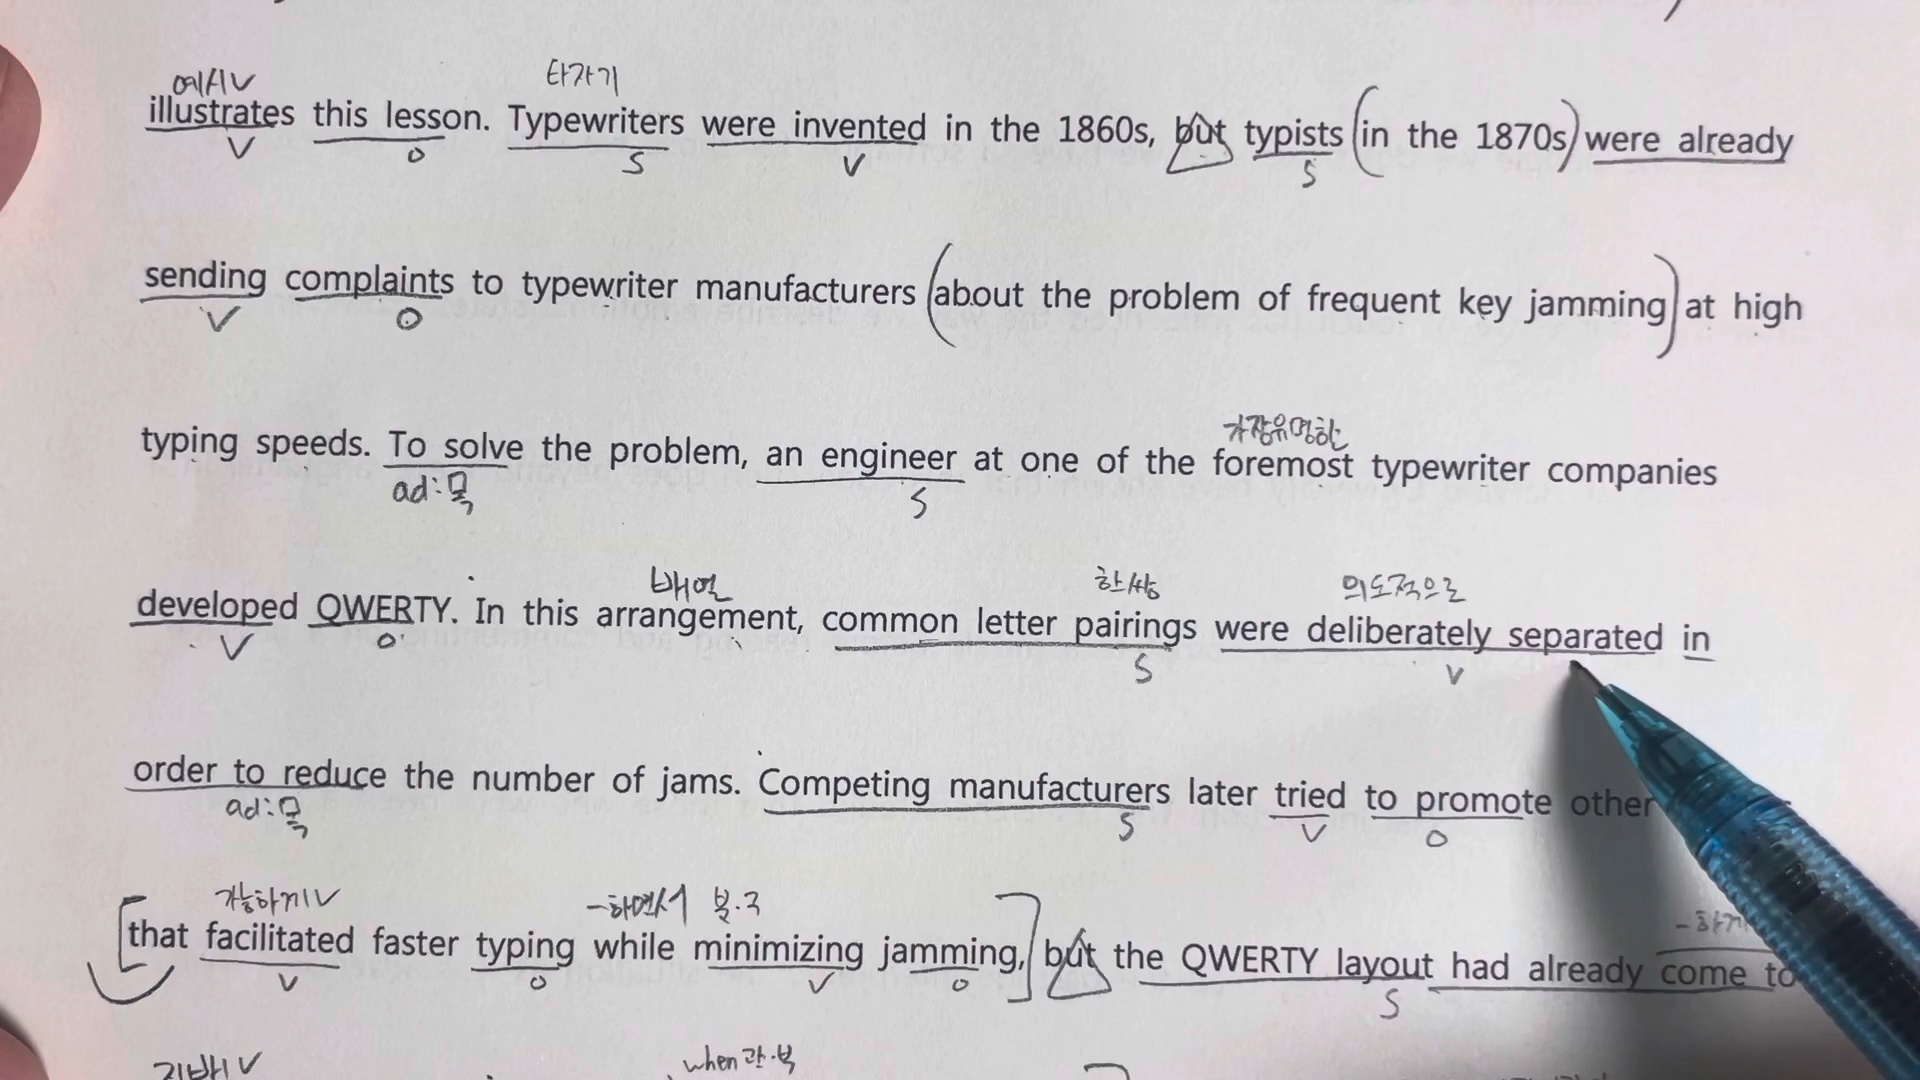 예시V 타자기
illustrates this lesson. Typewriters were invented in the 1860s, but typists (in the 1870s) were already
V O S V S
sending complaints to typewriter manufacturers (about the problem of frequent key jamming) at high
V O
가장유명한
typing speeds. To solve the problem, an engineer at one of the foremost typewriter companies
ad:목 S
배열 한쌍 의도적으로
developed QWERTY. In this arrangement, common letter pairings were deliberately separated in
V O S V
order to reduce the number of jams. Competing manufacturers later tried to promote other
ad:목 S V O
가능하게V -하면서 부.구 -하게
[that facilitated faster typing while minimizing jamming,] but the QWERTY layout had already come to
V O V O S
지배V when관.부